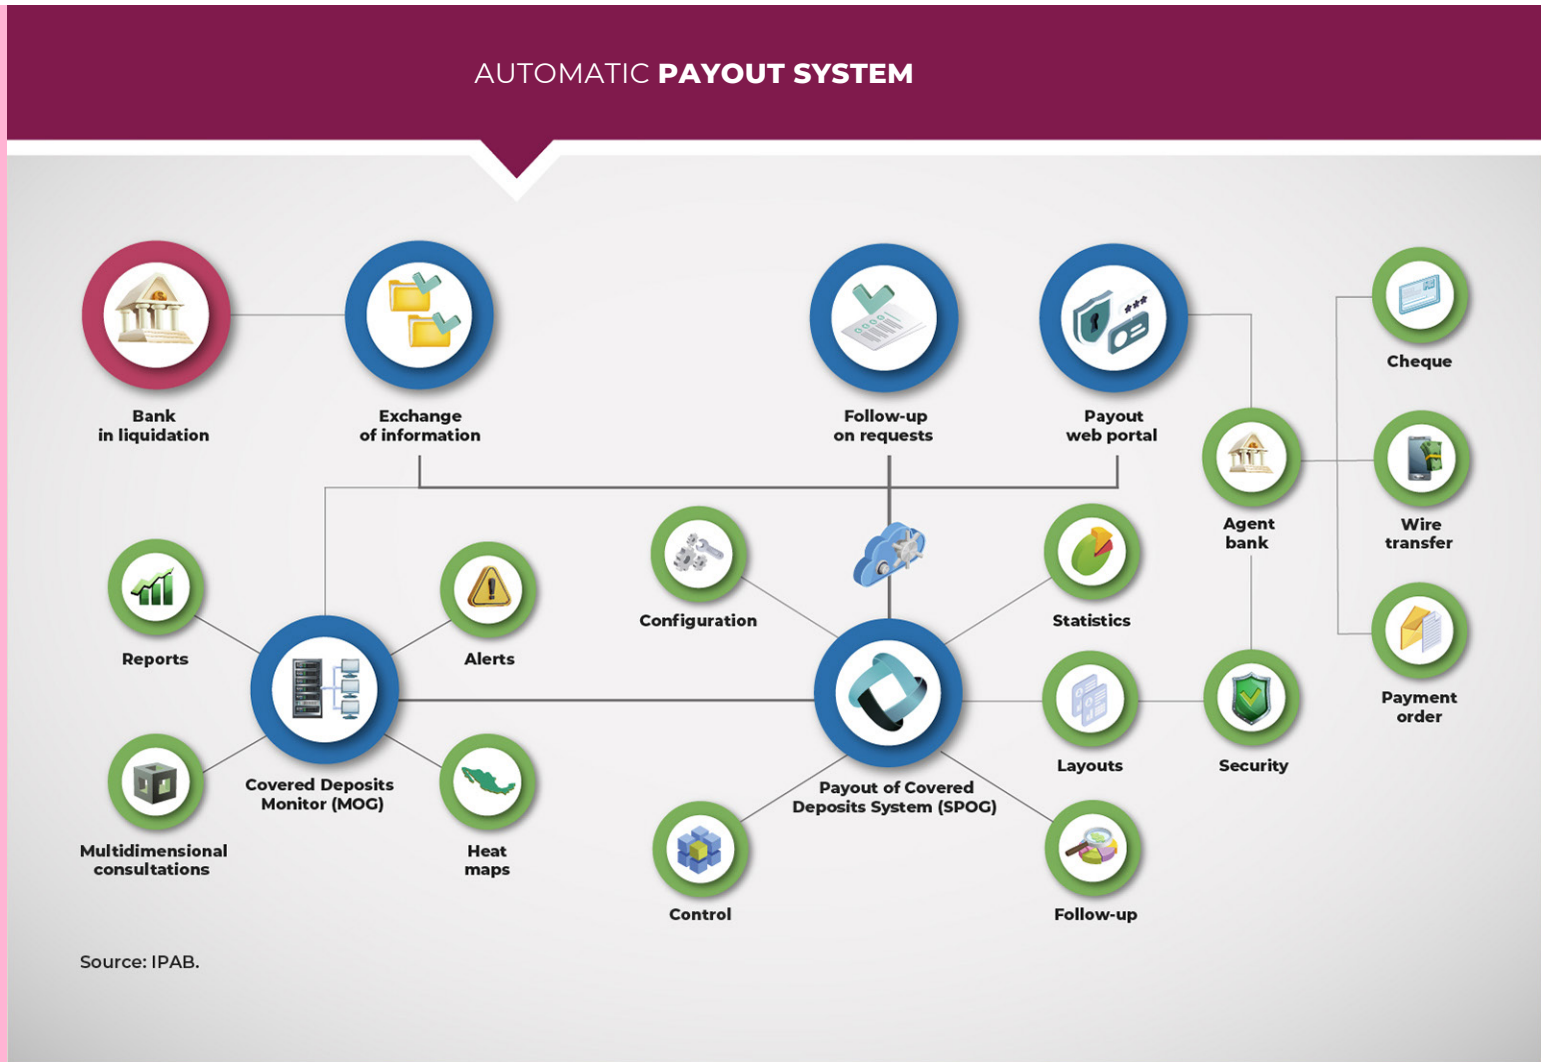 AUTOMATIC PAYOUT SYSTEM
Bank
in liquidation
Exchange
of information
Follow-up
on requests
Payout
web portal
Cheque
Agent
bank
Wire
transfer
Payment
order
Configuration
Statistics
Reports
Alerts
Covered Deposits
Monitor (MOG)
Payout of Covered
Deposits System (SPOG)
Layouts
Security
Multidimensional
consultations
Heat
maps
Control
Follow-up
Source: IPAB.